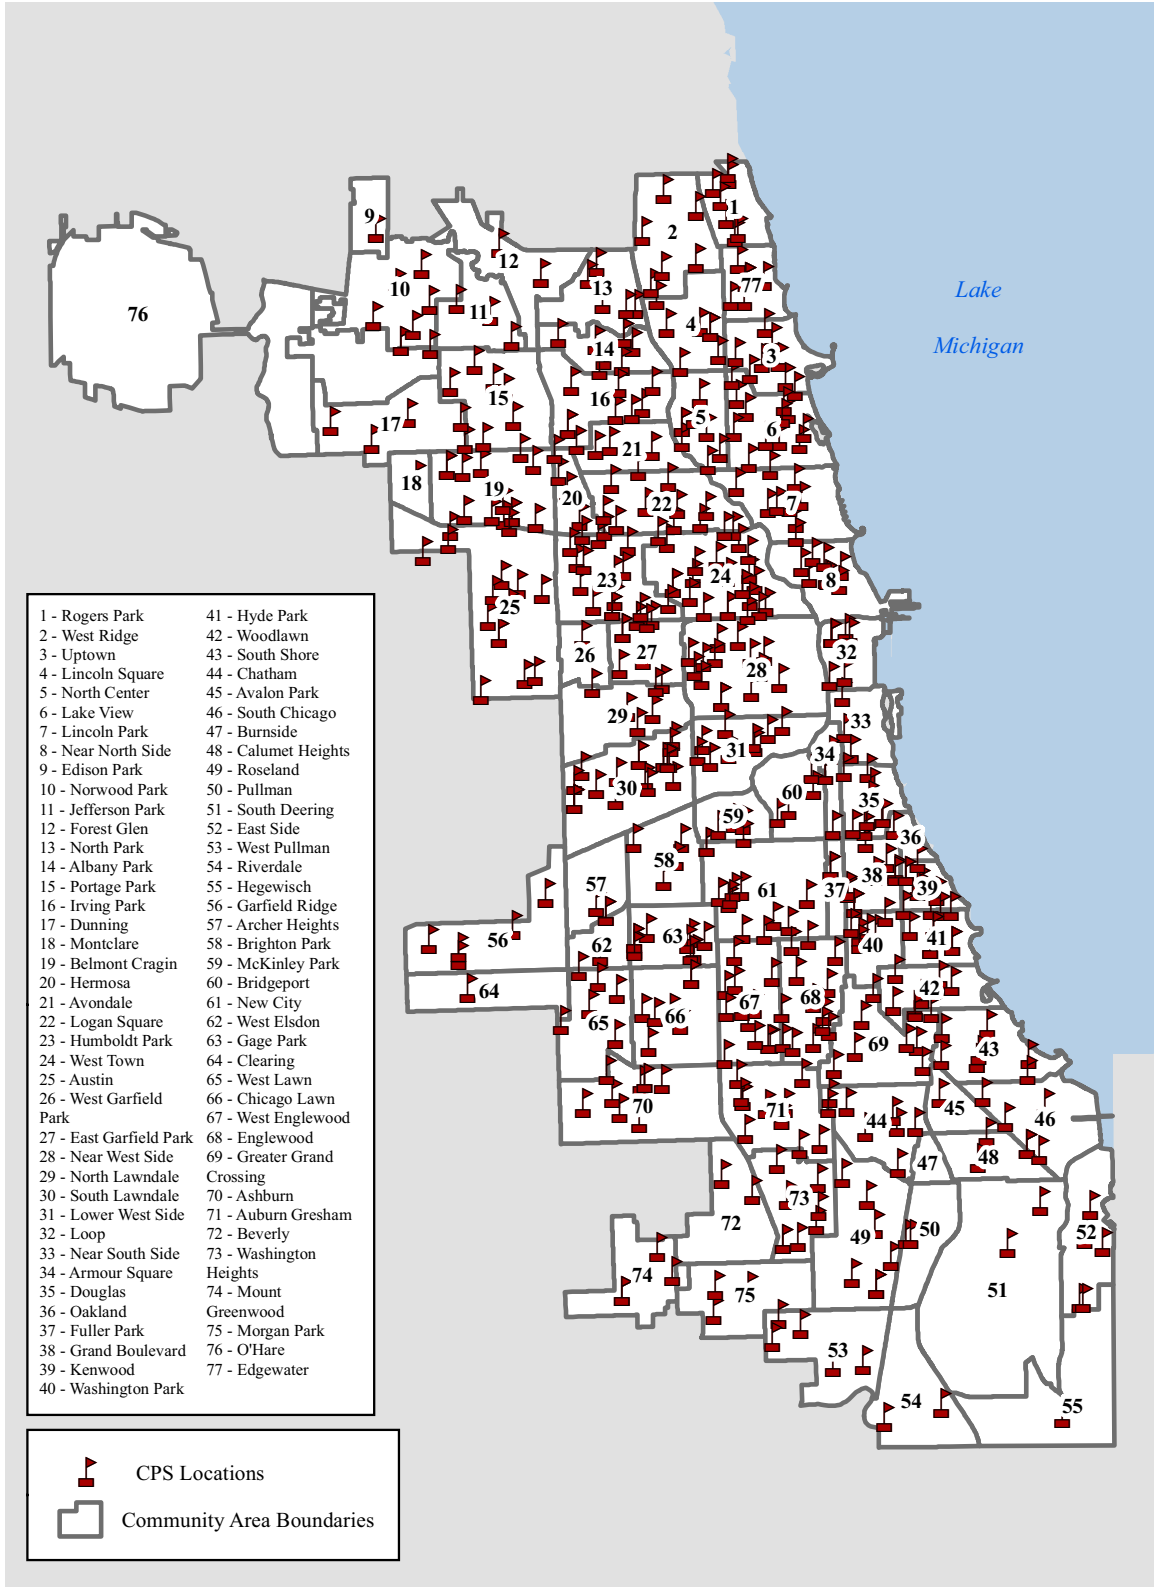 1
9
2
12
77
10
13
Lake
11
76
4
Michigan
14
3
15
16
5
17
6
21
18
19
20
22
7
24
23
8
25
32
26
27
28
29
33
31
34
30
60
35
59
36
58
38
39
57
61
37
56
63
40
41
62
64
42
67
68
66
65
69
43
70
71
45
46
44
48
47
73
72
50
52
49
74
51
75
53
54
55
1 - Rogers Park
2 - West Ridge
3 - Uptown
4 - Lincoln Square
5 - North Center
6 - Lake View
7 - Lincoln Park
8 - Near North Side
9 - Edison Park
10 - Norwood Park
11 - Jefferson Park
12 - Forest Glen
13 - North Park
14 - Albany Park
15 - Portage Park
16 - Irving Park
17 - Dunning
18 - Montclare
19 - Belmont Cragin
20 - Hermosa
21 - Avondale
22 - Logan Square
23 - Humboldt Park
24 - West Town
25 - Austin
26 - West Garfield
Park
27 - East Garfield Park
28 - Near West Side
29 - North Lawndale
30 - South Lawndale
31 - Lower West Side
32 - Loop
33 - Near South Side
34 - Armour Square
35 - Douglas
36 - Oakland
37 - Fuller Park
38 - Grand Boulevard
39 - Kenwood
40 - Washington Park
41 - Hyde Park
42 - Woodlawn
43 - South Shore
44 - Chatham
45 - Avalon Park
46 - South Chicago
47 - Burnside
48 - Calumet Heights
49 - Roseland
50 - Pullman
51 - South Deering
52 - East Side
53 - West Pullman
54 - Riverdale
55 - Hegewisch
56 - Garfield Ridge
57 - Archer Heights
58 - Brighton Park
59 - McKinley Park
60 - Bridgeport
61 - New City
62 - West Elsdon
63 - Gage Park
64 - Clearing
65 - West Lawn
66 - Chicago Lawn
67 - West Englewood
68 - Englewood
69 - Greater Grand
Crossing
70 - Ashburn
71 - Auburn Gresham
72 - Beverly
73 - Washington
Heights
74 - Mount
Greenwood
75 - Morgan Park
76 - O'Hare
77 - Edgewater
CPS Locations
Community Area Boundaries